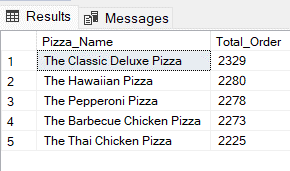 Results Messages
Pizza_Name Total_Order
1 The Classic Deluxe Pizza 2329
2 The Hawaiian Pizza 2280
3 The Pepperoni Pizza 2278
4 The Barbecue Chicken Pizza 2273
5 The Thai Chicken Pizza 2225